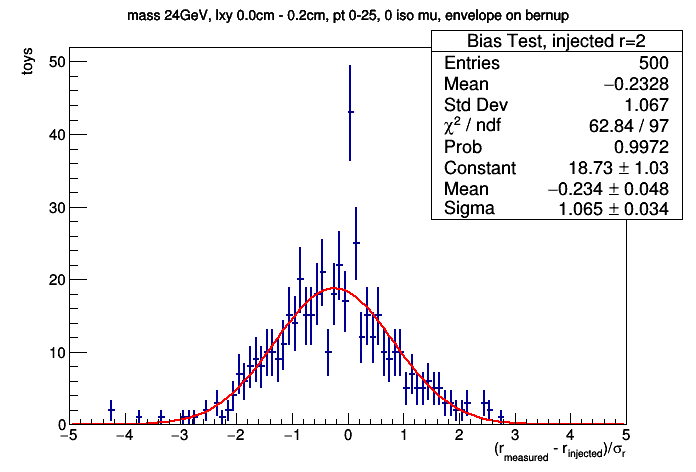 mass 24GeV, lxy 0.0cm - 0.2cm, pt 0-25, 0 iso mu, envelope on bernup
toys
Bias Test, injected r=2
Entries 500
Mean −0.2328
Std Dev 1.067
χ² / ndf 62.84 / 97
Prob 0.9972
Constant 18.73 ± 1.03
Mean −0.234 ± 0.048
Sigma 1.065 ± 0.034
50
40
30
20
10
0
−5 −4 −3 −2 −1 0 1 2 3 4 5
(r_measured - r_injected)/σ_r